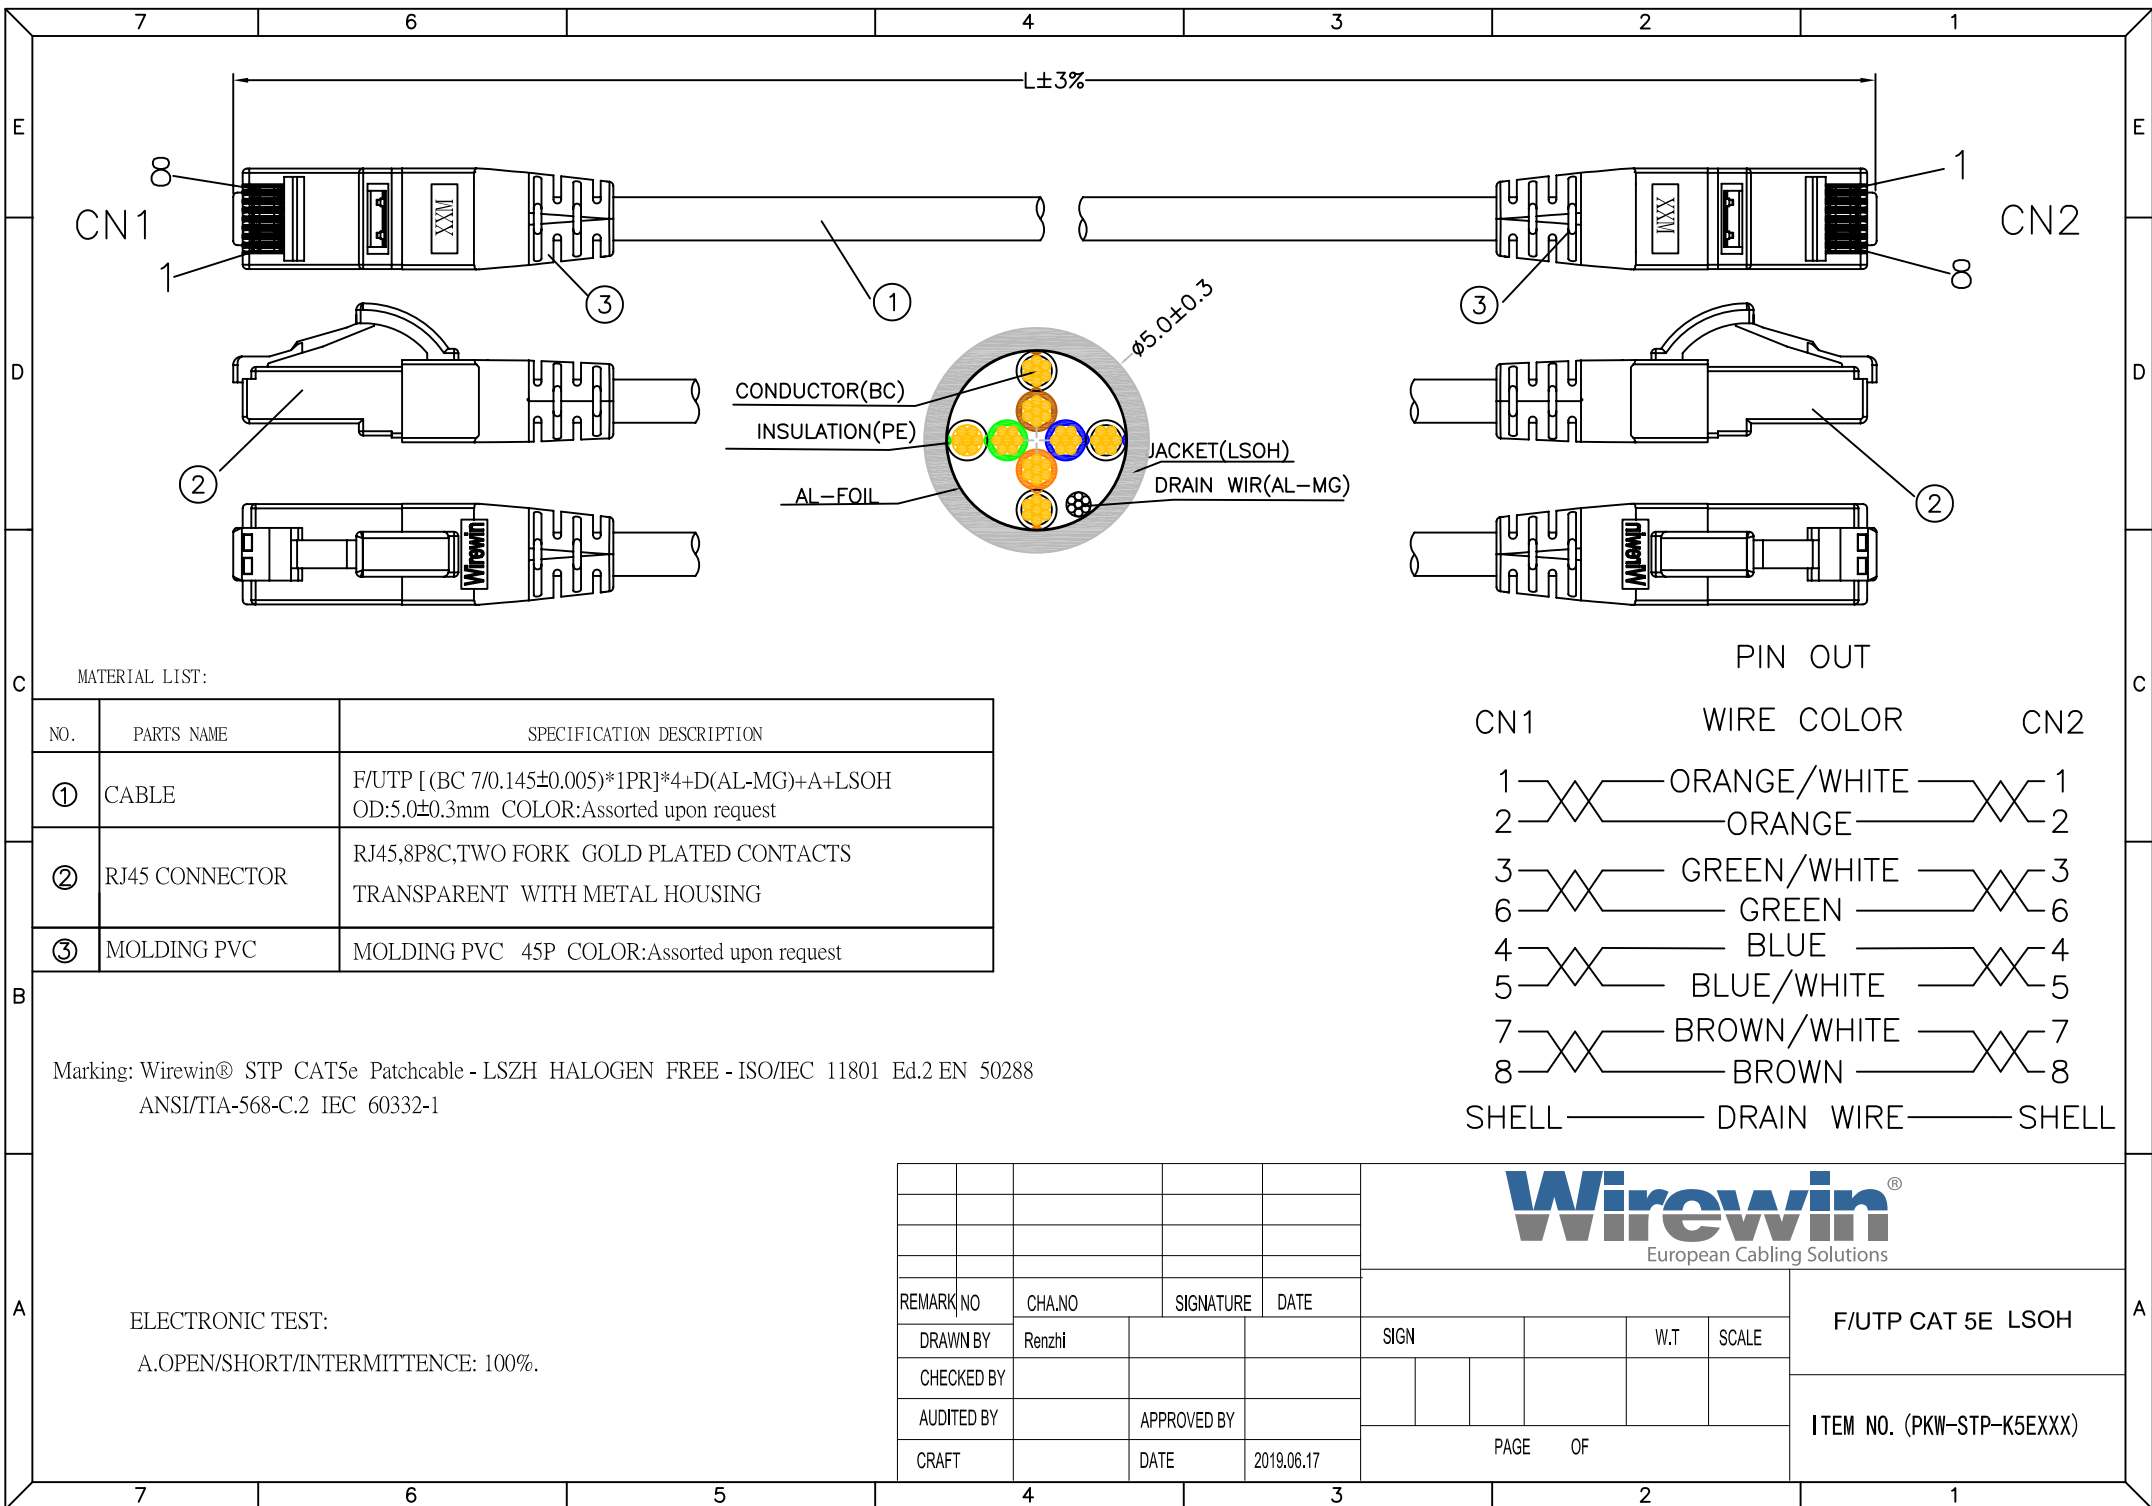 7 6 4 3 2 1
L±3%
E E
8 1
CN1 XXM XXM CN2
1 8
3 1 3
ø5.0±0.3
D D
CONDUCTOR(BC)
INSULATION(PE)
JACKET(LSOH)
2 AL-FOIL DRAIN WIR(AL-MG) 2
Wirewin Wirewin
C C
MATERIAL LIST:
NO. PARTS NAME SPECIFICATION DESCRIPTION
1 CABLE F/UTP [(BC 7/0.145±0.005)*1PR]*4+D(AL-MG)+A+LSOH
OD:5.0±0.3mm COLOR:Assorted upon request
2 RJ45 CONNECTOR RJ45,8P8C,TWO FORK GOLD PLATED CONTACTS
TRANSPARENT WITH METAL HOUSING
3 MOLDING PVC MOLDING PVC 45P COLOR:Assorted upon request
PIN OUT
CN1 WIRE COLOR CN2
1 ORANGE/WHITE 1
2 ORANGE 2
3 GREEN/WHITE 3
6 GREEN 6
4 BLUE 4
5 BLUE/WHITE 5
7 BROWN/WHITE 7
8 BROWN 8
SHELL DRAIN WIRE SHELL
B
Marking: Wirewin® STP CAT5e Patchcable - LSZH HALOGEN FREE - ISO/IEC 11801 Ed.2 EN 50288
ANSI/TIA-568-C.2 IEC 60332-1
B
ELECTRONIC TEST:
A.OPEN/SHORT/INTERMITTENCE: 100%.
A A
Wirewin®
European Cabling Solutions
REMARK NO CHA.NO SIGNATURE DATE
DRAWN BY Renzhi
CHECKED BY
AUDITED BY APPROVED BY
CRAFT DATE 2019.06.17
SIGN W.T SCALE
PAGE OF
F/UTP CAT 5E LSOH
ITEM NO. (PKW-STP-K5EXXX)
7 6 5 4 3 2 1